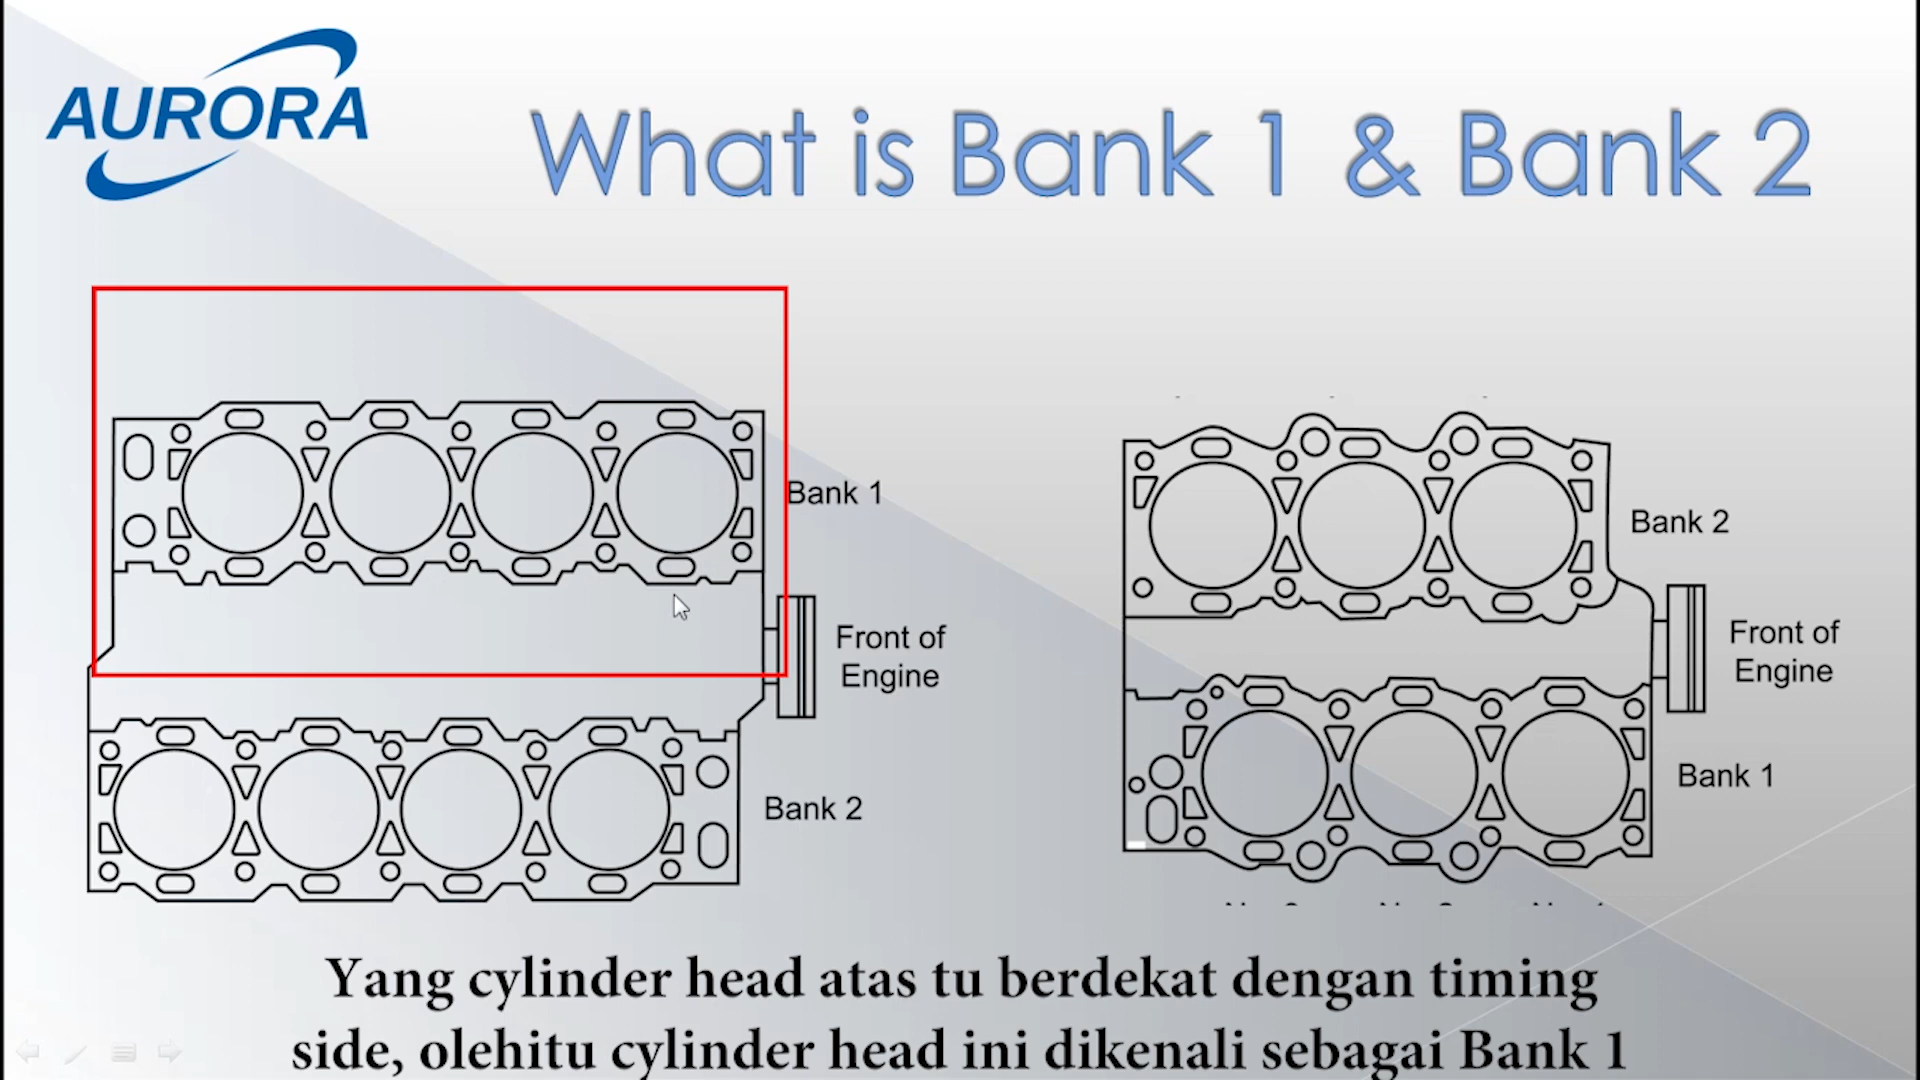 AURORA
What is Bank 1 & Bank 2
Bank 1
Front of
Engine
Bank 2
Bank 2
Front of
Engine
Bank 1
Yang cylinder head atas tu berdekat dengan timing
side, olehitu cylinder head ini dikenali sebagai Bank 1